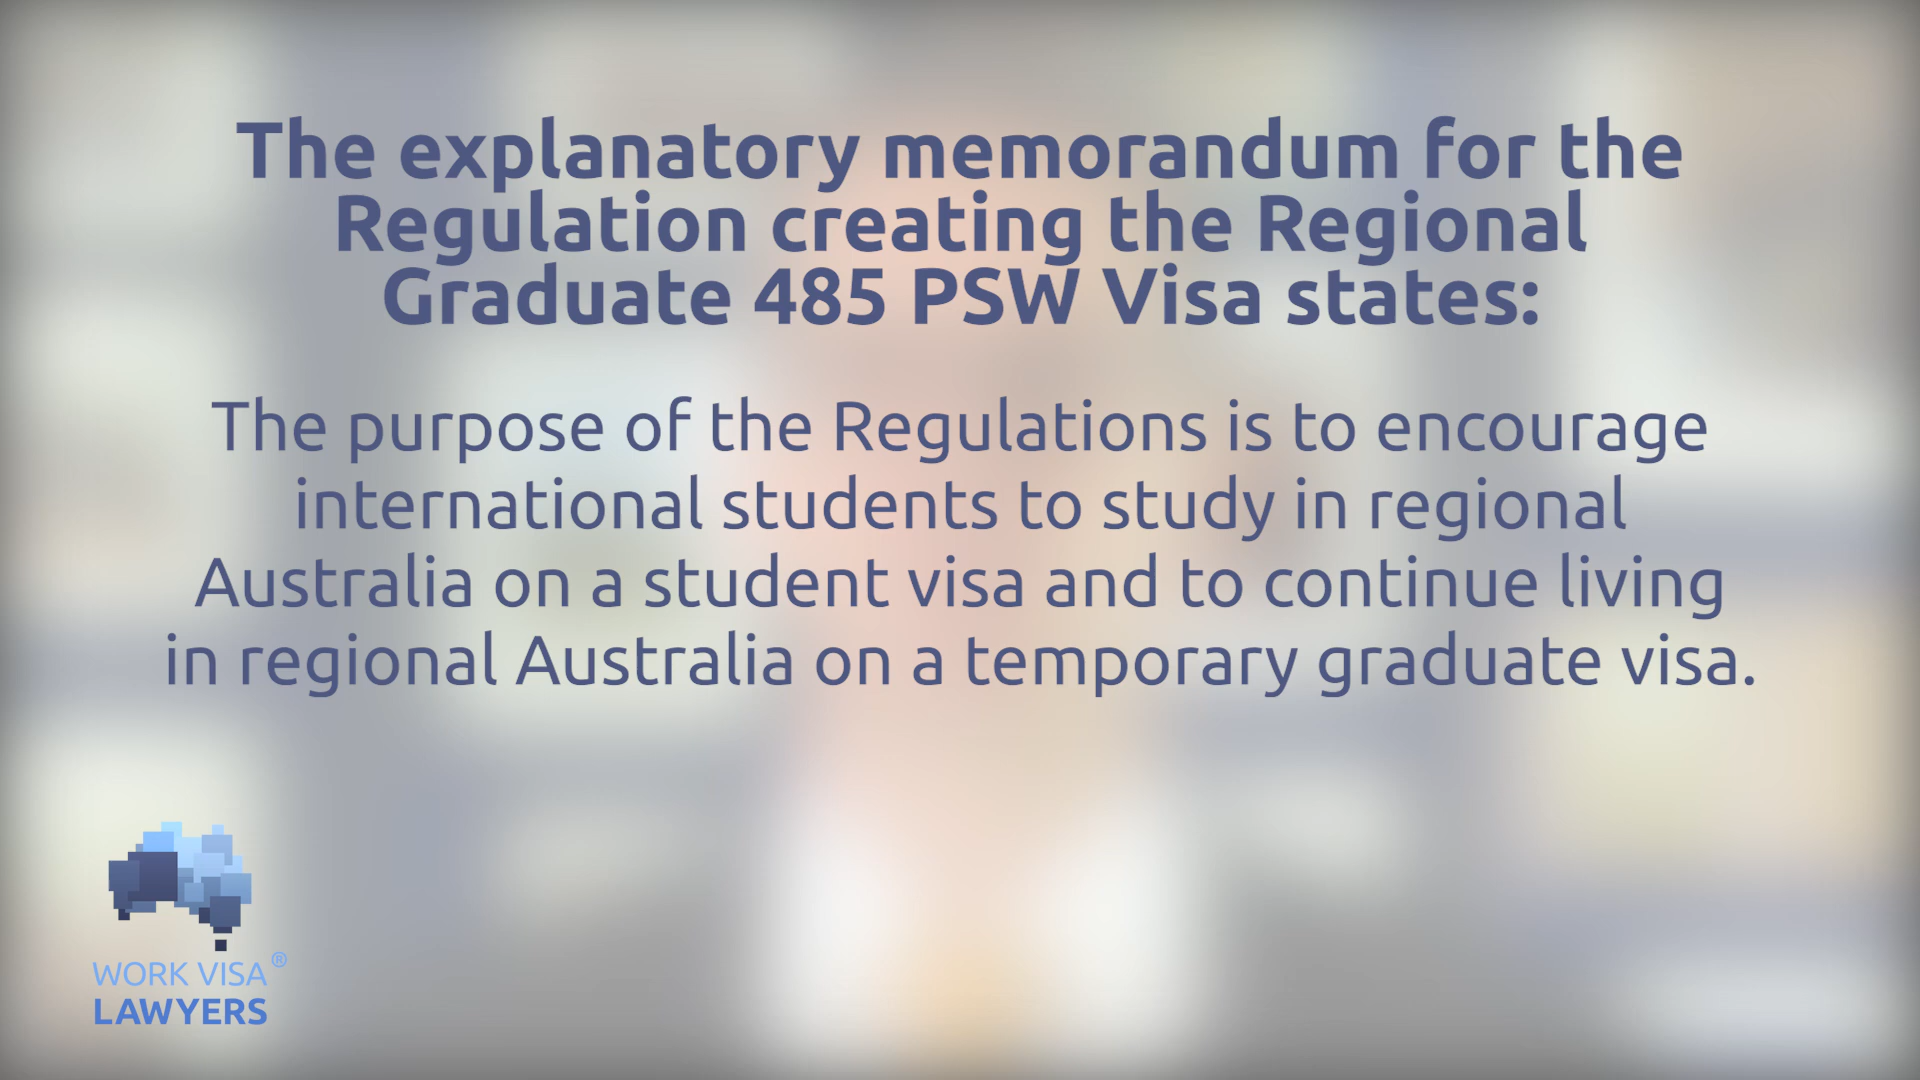 The explanatory memorandum for the
Regulation creating the Regional
Graduate 485 PSW Visa states:
The purpose of the Regulations is to encourage
international students to study in regional
Australia on a student visa and to continue living
in regional Australia on a temporary graduate visa.
WORK VISA®
LAWYERS